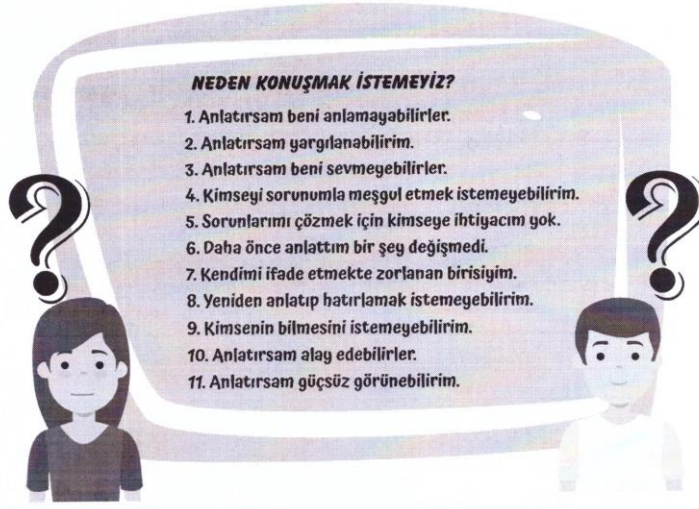 NEDEN KONUŞMAK İSTEMEYİZ?
1. Anlatırsam beni anlamayabilirler.
2. Anlatırsam yargılanabilirim.
3. Anlatırsam beni sevmeyebilirler.
4. Kimseyi sorunumla meşgul etmek istemeyebilirim.
5. Sorunlarımı çözmek için kimseye ihtiyacım yok.
6. Daha önce anlattım bir şey değişmedi.
7. Kendimi ifade etmekte zorlanan birisiyim.
8. Yeniden anlatıp hatırlamak istemeyebilirim.
9. Kimsenin bilmesini istemeyebilirim.
10. Anlatırsam alay edebilirler.
11. Anlatırsam güçsüz görünebilirim.
? ?